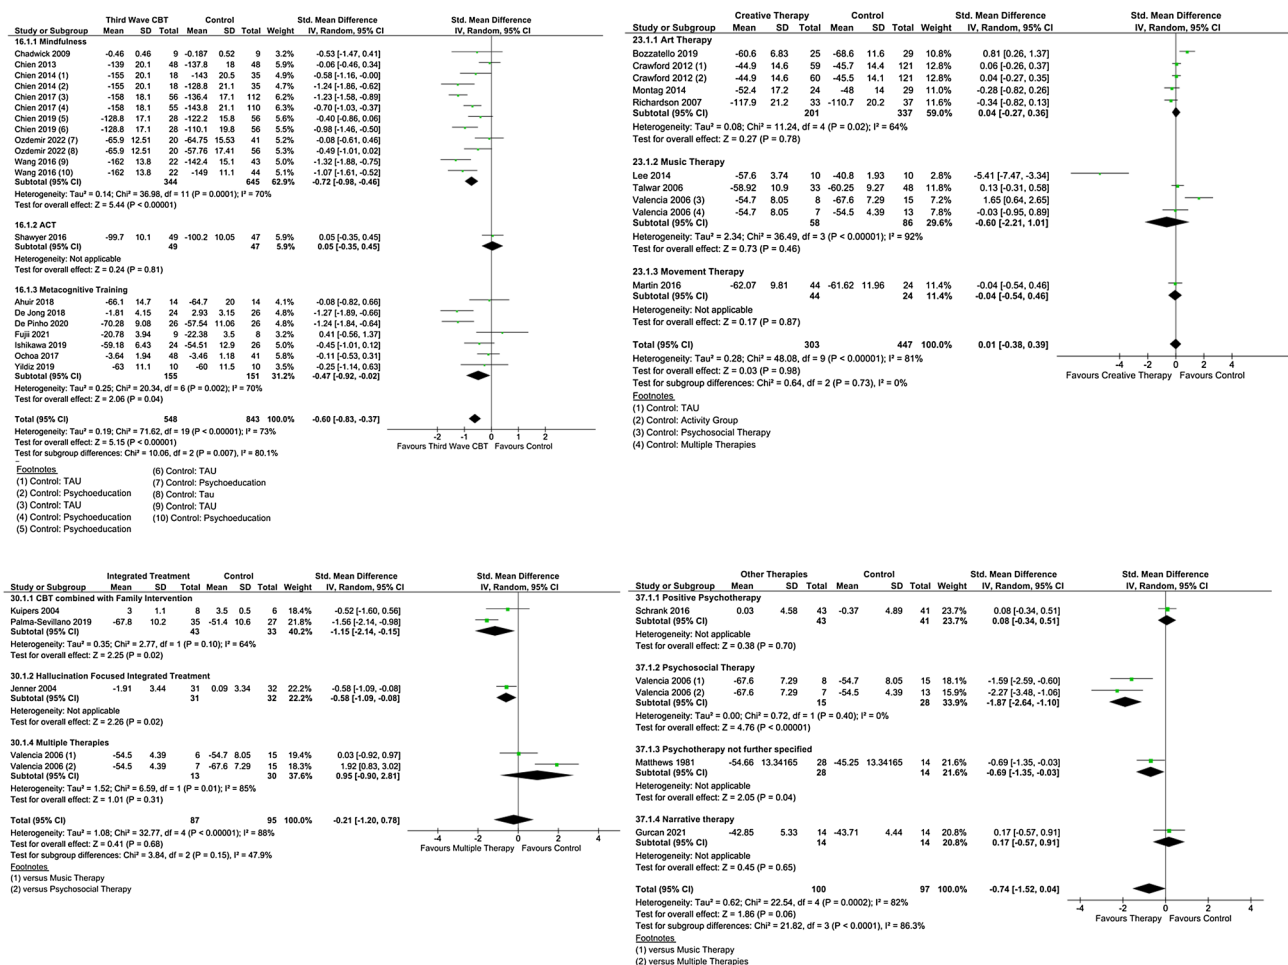 Third Wave CBT Control Std. Mean Difference Std. Mean Difference
Study or Subgroup Mean SD Total Mean SD Total Weight IV, Random, 95% CI IV, Random, 95% CI
16.1.1 Mindfulness
Chadwick 2009 -0.46 0.46 9 -0.187 0.52 9 3.2% -0.53 [-1.47, 0.41]
Chien 2013 -139 20.1 48 -137.8 18 48 6.5% -0.06 [-0.46, 0.34]
Chien 2014 (1) -155 20.1 18 -143 20.5 35 4.9% -0.58 [-1.16, -0.00]
Chien 2014 (2) -155 20.1 18 -128.8 21.1 35 4.7% -1.24 [-1.86, -0.62]
Chien 2017 (3) -158 18.1 56 -136.4 17.1 112 6.7% -1.23 [-1.58, -0.89]
Chien 2017 (4) -158 18.1 55 -143.8 21.1 110 6.8% -0.70 [-1.03, -0.37]
Chien 2019 (5) -128.8 17.1 28 -122.2 15.8 56 6.1% -0.40 [-0.86, 0.06]
Chien 2019 (6) -128.8 17.1 28 -110.1 19.8 56 5.9% -0.98 [-1.46, -0.50]
Ozdemir 2022 (7) -65.9 12.51 20 -64.75 15.53 41 5.4% -0.08 [-0.61, 0.46]
Ozdemir 2022 (8) -65.9 12.51 20 -57.76 17.41 56 5.5% -0.49 [-1.01, 0.02]
Wang 2016 (9) -162 13.8 22 -142.4 15.1 43 5.1% -1.32 [-1.88, -0.75]
Wang 2016 (10) -162 13.8 22 -149 11.1 44 5.2% -1.07 [-1.61, -0.52]
Subtotal (95% CI) 344 645 62.9% -0.72 [-0.98, -0.46]
Heterogeneity: Tau² = 0.14; Chi² = 36.98, df = 11 (P = 0.0001); I² = 70%
Test for overall effect: Z = 5.44 (P < 0.00001)
16.1.2 ACT
Shawyer 2016 -99.7 10.1 49 -100.2 10.05 47 5.9% 0.05 [-0.35, 0.45]
Subtotal (95% CI) 49 47 5.9% 0.05 [-0.35, 0.45]
Heterogeneity: Not applicable
Test for overall effect: Z = 0.24 (P = 0.81)
16.1.3 Metacognitive Training
Ahuir 2018 -66.1 14.7 14 -64.7 20 14 4.1% -0.08 [-0.82, 0.66]
De Jong 2018 -1.81 4.15 24 2.93 3.15 26 4.8% -1.27 [-1.89, -0.66]
De Pinho 2020 -70.28 9.08 26 -57.54 11.06 26 4.9% -1.24 [-1.84, -0.64]
Fujii 2021 -20.78 3.94 9 -22.38 3.5 8 3.0% 0.41 [-0.56, 1.37]
Ishikawa 2019 -59.18 6.43 24 -54.51 12.9 26 5.0% -0.45 [-1.01, 0.12]
Ochoa 2017 -3.64 1.94 48 -3.46 1.18 41 5.9% -0.11 [-0.53, 0.31]
Yildiz 2019 -63 11.1 10 -60 11.5 10 3.5% -0.25 [-1.14, 0.63]
Subtotal (95% CI) 155 151 31.2% -0.47 [-0.92, -0.02]
Heterogeneity: Tau² = 0.25; Chi² = 20.34, df = 6 (P = 0.002); I² = 70%
Test for overall effect: Z = 2.06 (P = 0.04)
Total (95% CI) 548 843 100.0% -0.60 [-0.83, -0.37]
Heterogeneity: Tau² = 0.19; Chi² = 71.62, df = 19 (P < 0.00001); I² = 73%
Test for overall effect: Z = 5.15 (P < 0.00001)
Test for subgroup differences: Chi² = 10.06, df = 2 (P = 0.007), I² = 80.1%
-2 -1 0 1 2
Favours Third Wave CBT Favours Control
Footnotes
(1) Control: TAU
(2) Control: Psychoeducation
(3) Control: TAU
(4) Control: Psychoeducation
(5) Control: Psychoeducation
(6) Control: TAU
(7) Control: Psychoeducation
(8) Control: Tau
(9) Control: TAU
(10) Control: Psychoeducation
Creative Therapy Control Std. Mean Difference Std. Mean Difference
Study or Subgroup Mean SD Total Mean SD Total Weight IV, Random, 95% CI IV, Random, 95% CI
23.1.1 Art Therapy
Bozzatello 2019 -60.6 6.83 25 -68.6 11.6 29 10.8% 0.81 [0.26, 1.37]
Crawford 2012 (1) -44.9 14.6 59 -45.7 14.4 121 12.8% 0.06 [-0.26, 0.37]
Crawford 2012 (2) -44.9 14.6 60 -45.5 14.1 121 12.8% 0.04 [-0.27, 0.35]
Montag 2014 -52.4 17.2 24 -48 14 29 11.0% -0.28 [-0.82, 0.26]
Richardson 2007 -117.9 21.2 33 -110.7 20.2 37 11.6% -0.34 [-0.82, 0.13]
Subtotal (95% CI) 201 337 59.0% 0.04 [-0.27, 0.36]
Heterogeneity: Tau² = 0.08; Chi² = 11.24, df = 4 (P = 0.02); I² = 64%
Test for overall effect: Z = 0.27 (P = 0.78)
23.1.2 Music Therapy
Lee 2014 -57.6 3.74 10 -40.8 1.93 10 2.8% -5.41 [-7.47, -3.34]
Talwar 2006 -58.92 10.9 33 -60.25 9.27 48 11.9% 0.13 [-0.31, 0.58]
Valencia 2006 (3) -54.7 8.05 8 -67.6 7.29 15 7.2% 1.65 [0.64, 2.65]
Valencia 2006 (4) -54.7 8.05 7 -54.5 4.39 13 7.7% -0.03 [-0.95, 0.89]
Subtotal (95% CI) 58 86 29.6% -0.60 [-2.21, 1.01]
Heterogeneity: Tau² = 2.34; Chi² = 36.49, df = 3 (P < 0.00001); I² = 92%
Test for overall effect: Z = 0.73 (P = 0.46)
23.1.3 Movement Therapy
Martin 2016 -62.07 9.81 44 -61.62 11.96 24 11.4% -0.04 [-0.54, 0.46]
Subtotal (95% CI) 44 24 11.4% -0.04 [-0.54, 0.46]
Heterogeneity: Not applicable
Test for overall effect: Z = 0.17 (P = 0.87)
Total (95% CI) 303 447 100.0% 0.01 [-0.38, 0.39]
Heterogeneity: Tau² = 0.28; Chi² = 48.08, df = 9 (P < 0.00001); I² = 81%
Test for overall effect: Z = 0.03 (P = 0.98)
Test for subgroup differences: Chi² = 0.64, df = 2 (P = 0.73), I² = 0%
-4 -2 0 2 4
Favours Creative Therapy Favours Control
Footnotes
(1) Control: TAU
(2) Control: Activity Group
(3) Control: Psychosocial Therapy
(4) Control: Multiple Therapies
Integrated Treatment Control Std. Mean Difference Std. Mean Difference
Study or Subgroup Mean SD Total Mean SD Total Weight IV, Random, 95% CI IV, Random, 95% CI
30.1.1 CBT combined with Family Intervention
Kuipers 2004 3 1.1 8 3.5 0.5 6 18.4% -0.52 [-1.60, 0.56]
Palma-Sevillano 2019 -67.8 10.2 35 -51.4 10.6 27 21.8% -1.56 [-2.14, -0.98]
Subtotal (95% CI) 43 33 40.2% -1.15 [-2.14, -0.15]
Heterogeneity: Tau² = 0.35; Chi² = 2.77, df = 1 (P = 0.10); I² = 64%
Test for overall effect: Z = 2.25 (P = 0.02)
30.1.2 Hallucination Focused Integrated Treatment
Jenner 2004 -1.91 3.44 31 0.09 3.34 32 22.2% -0.58 [-1.09, -0.08]
Subtotal (95% CI) 31 32 22.2% -0.58 [-1.09, -0.08]
Heterogeneity: Not applicable
Test for overall effect: Z = 2.26 (P = 0.02)
30.1.4 Multiple Therapies
Valencia 2006 (1) -54.5 4.39 6 -54.7 8.05 15 19.4% 0.03 [-0.92, 0.97]
Valencia 2006 (2) -54.5 4.39 7 -67.6 7.29 15 18.3% 1.92 [0.83, 3.02]
Subtotal (95% CI) 13 30 37.6% 0.95 [-0.90, 2.81]
Heterogeneity: Tau² = 1.52; Chi² = 6.59, df = 1 (P = 0.01); I² = 85%
Test for overall effect: Z = 1.01 (P = 0.31)
Total (95% CI) 87 95 100.0% -0.21 [-1.20, 0.78]
Heterogeneity: Tau² = 1.08; Chi² = 32.77, df = 4 (P < 0.00001); I² = 88%
Test for overall effect: Z = 0.41 (P = 0.68)
Test for subgroup differences: Chi² = 3.84, df = 2 (P = 0.15), I² = 47.9%
-4 -2 0 2 4
Favours Multiple Therapy Favours Control
Footnotes
(1) versus Music Therapy
(2) versus Psychosocial Therapy
Other Therapies Control Std. Mean Difference Std. Mean Difference
Study or Subgroup Mean SD Total Mean SD Total Weight IV, Random, 95% CI IV, Random, 95% CI
37.1.1 Positive Psychotherapy
Schrank 2016 0.03 4.58 43 -0.37 4.89 41 23.7% 0.08 [-0.34, 0.51]
Subtotal (95% CI) 43 41 23.7% 0.08 [-0.34, 0.51]
Heterogeneity: Not applicable
Test for overall effect: Z = 0.38 (P = 0.70)
37.1.2 Psychosocial Therapy
Valencia 2006 (1) -67.6 7.29 8 -54.7 8.05 15 18.1% -1.59 [-2.59, -0.60]
Valencia 2006 (2) -67.6 7.29 7 -54.5 4.39 13 15.8% -2.27 [-3.48, -1.06]
Subtotal (95% CI) 15 28 33.9% -1.87 [-2.64, -1.10]
Heterogeneity: Tau² = 0.00; Chi² = 0.72, df = 1 (P = 0.40); I² = 0%
Test for overall effect: Z = 4.76 (P < 0.00001)
37.1.3 Psychotherapy not further specified
Matthews 1981 -54.66 13.34165 28 -45.25 13.34165 14 21.6% -0.69 [-1.35, -0.03]
Subtotal (95% CI) 28 14 21.6% -0.69 [-1.35, -0.03]
Heterogeneity: Not applicable
Test for overall effect: Z = 2.05 (P = 0.04)
37.1.4 Narrative therapy
Gurcan 2021 -42.85 5.33 14 -43.71 4.44 14 20.8% 0.17 [-0.57, 0.91]
Subtotal (95% CI) 14 14 20.8% 0.17 [-0.57, 0.91]
Heterogeneity: Not applicable
Test for overall effect: Z = 0.45 (P = 0.65)
Total (95% CI) 100 97 100.0% -0.74 [-1.52, 0.04]
Heterogeneity: Tau² = 0.62; Chi² = 22.54, df = 4 (P = 0.0002); I² = 82%
Test for overall effect: Z = 1.86 (P = 0.06)
Test for subgroup differences: Chi² = 21.82, df = 3 (P < 0.0001), I² = 86.3%
-4 -2 0 2 4
Favours Therapy Favours Control
Footnotes
(1) versus Music Therapy
(2) versus Multiple Therapies